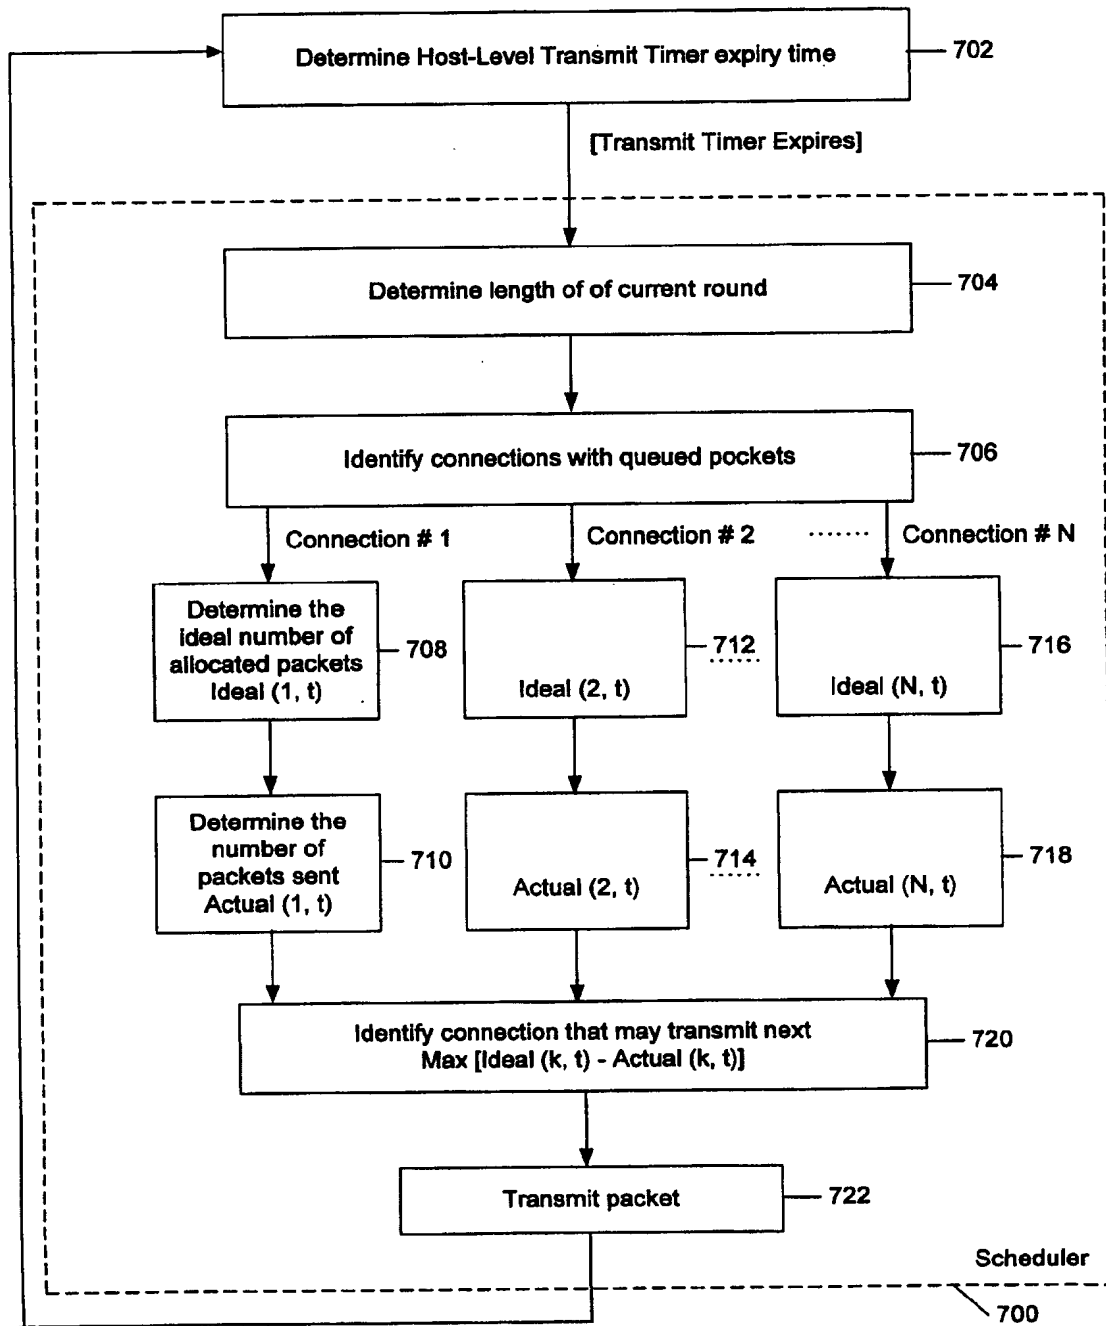 Determine Host-Level Transmit Timer expiry time
702
[Transmit Timer Expires]
Determine length of of current round
704
Identify connections with queued pockets
706
Connection # 1
Connection # 2
........ Connection # N
Determine the
ideal number of
allocated packets
Ideal (1, t)
708
Ideal (2, t)
712
Ideal (N, t)
716
Determine the
number of
packets sent
Actual (1, t)
710
Actual (2, t)
714
Actual (N, t)
718
Identify connection that may transmit next
Max [Ideal (k, t) - Actual (k, t)]
720
Transmit packet
722
Scheduler
700